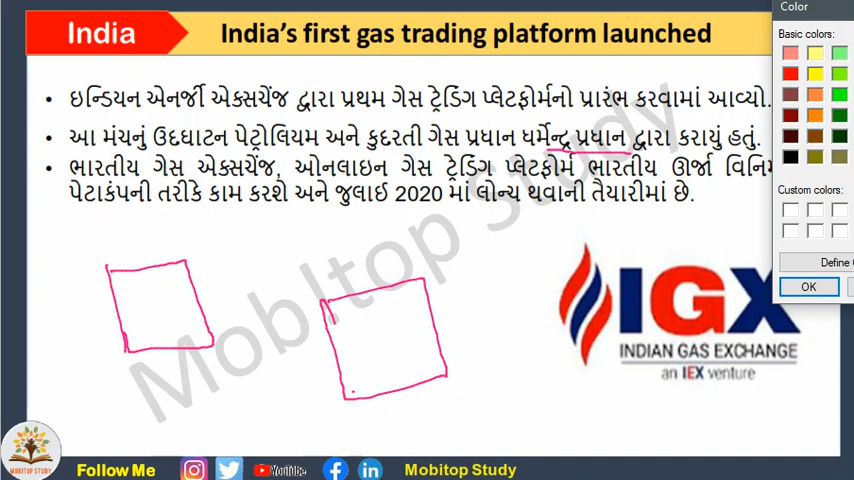 India
India's first gas trading platform launched
Color
Basic colors:
• ઇન્ડિયન એનર્જી એક્સચેંજ દ્વારા પ્રથમ ગેસ ટ્રેડિંગ પ્લેટફોર્મનો પ્રારંભ કરવામાં આવ્યો.
• આ મંચનું ઉદઘાટન પેટ્રોલિયમ અને કુદરતી ગેસ પ્રધાન ધર્મેન્દ્ર પ્રધાન દ્વારા કરાયું હતું.
• ભારતીય ગેસ એક્સચેંજ, ઓનલાઇન ગેસ ટ્રેડિંગ પ્લેટફોર્મ ભારતીય ઊર્જા
પેટાકંપની તરીકે કામ કરશે અને જુલાઈ 2020 માં લોન્ચ થવાની તૈયારીમાં છે.
Custom colors:
Define
OK
MobItop Study
IGX
INDIAN GAS EXCHANGE
an IEX venture
MOBITOP STUDY
Follow Me
YouTube
Mobitop Study